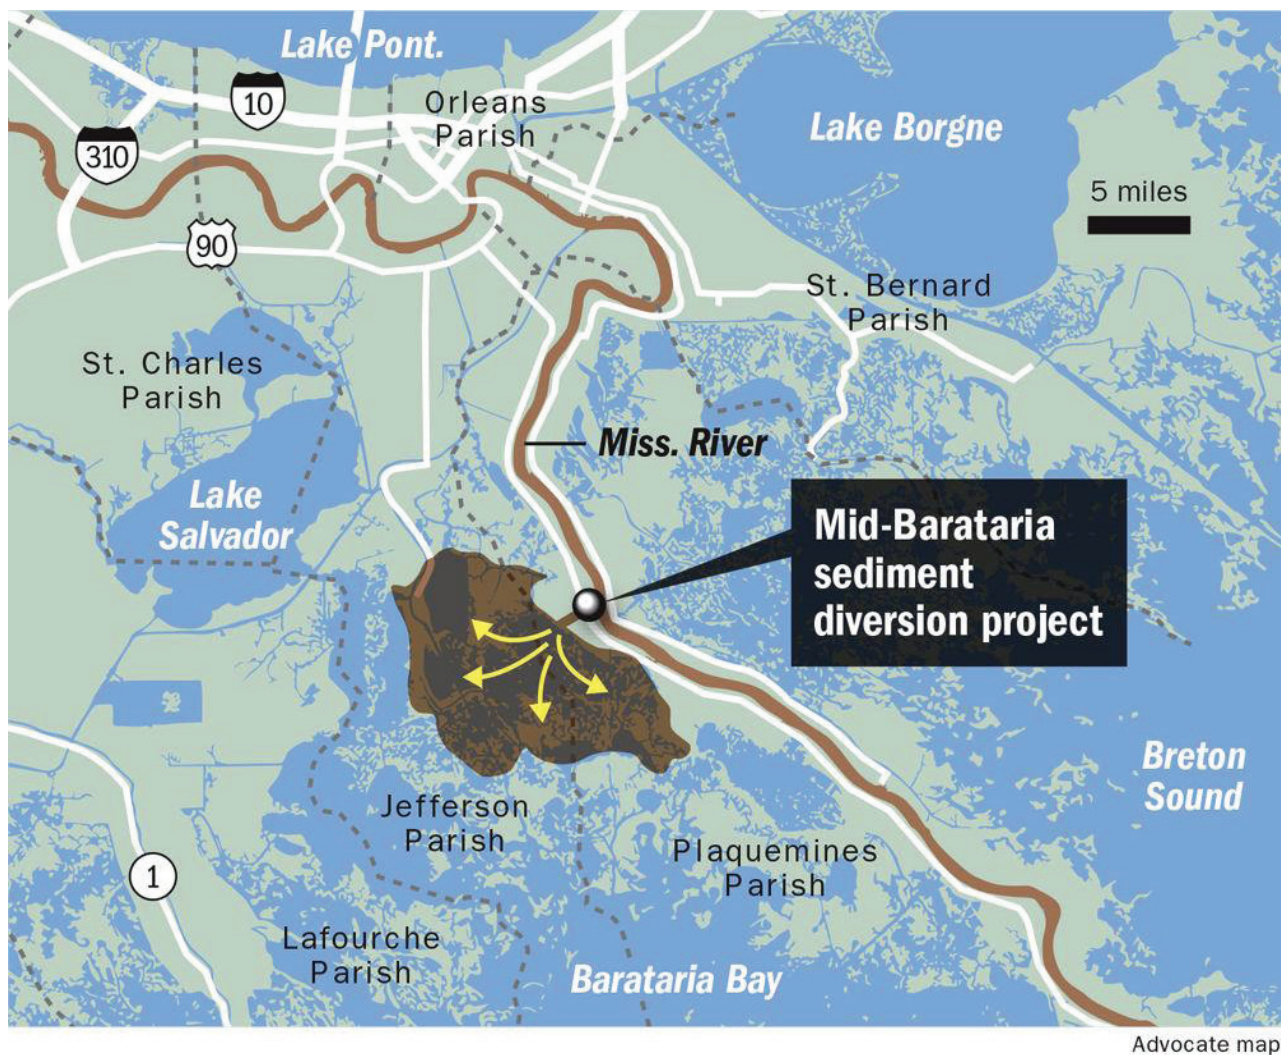 Lake Pont.
10
Orleans
Parish
Lake Borgne
310
5 miles
90
St. Bernard
Parish
St. Charles
Parish
Miss. River
Lake
Salvador
Mid-Barataria
sediment
diversion project
Breton
Sound
Jefferson
Parish
Plaquemines
Parish
1
Lafourche
Parish
Barataria Bay
Advocate map